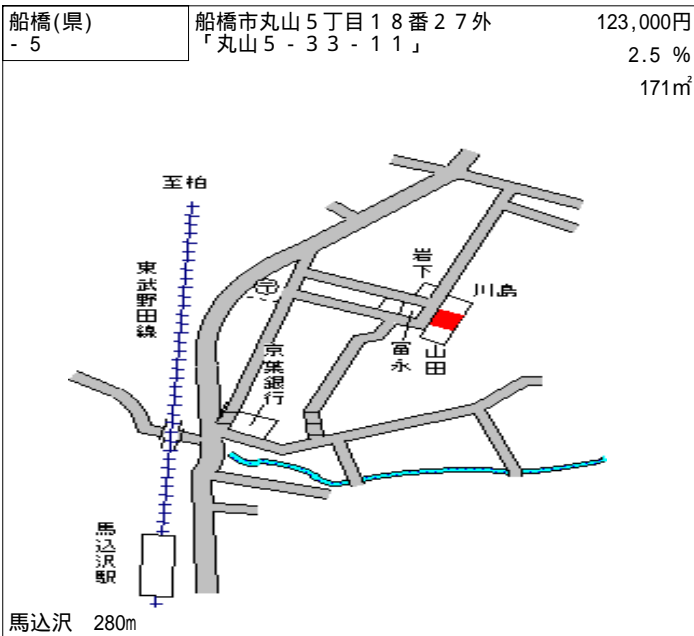 船橋(県)
- 5
船橋市丸山５丁目１８番２７外
「丸山５-３３-１１」
123,000円
2.5 %
171㎡
至柏
東武野田線
岩下
川島
冨永
山田
京葉銀行
馬込沢駅
馬込沢 280m